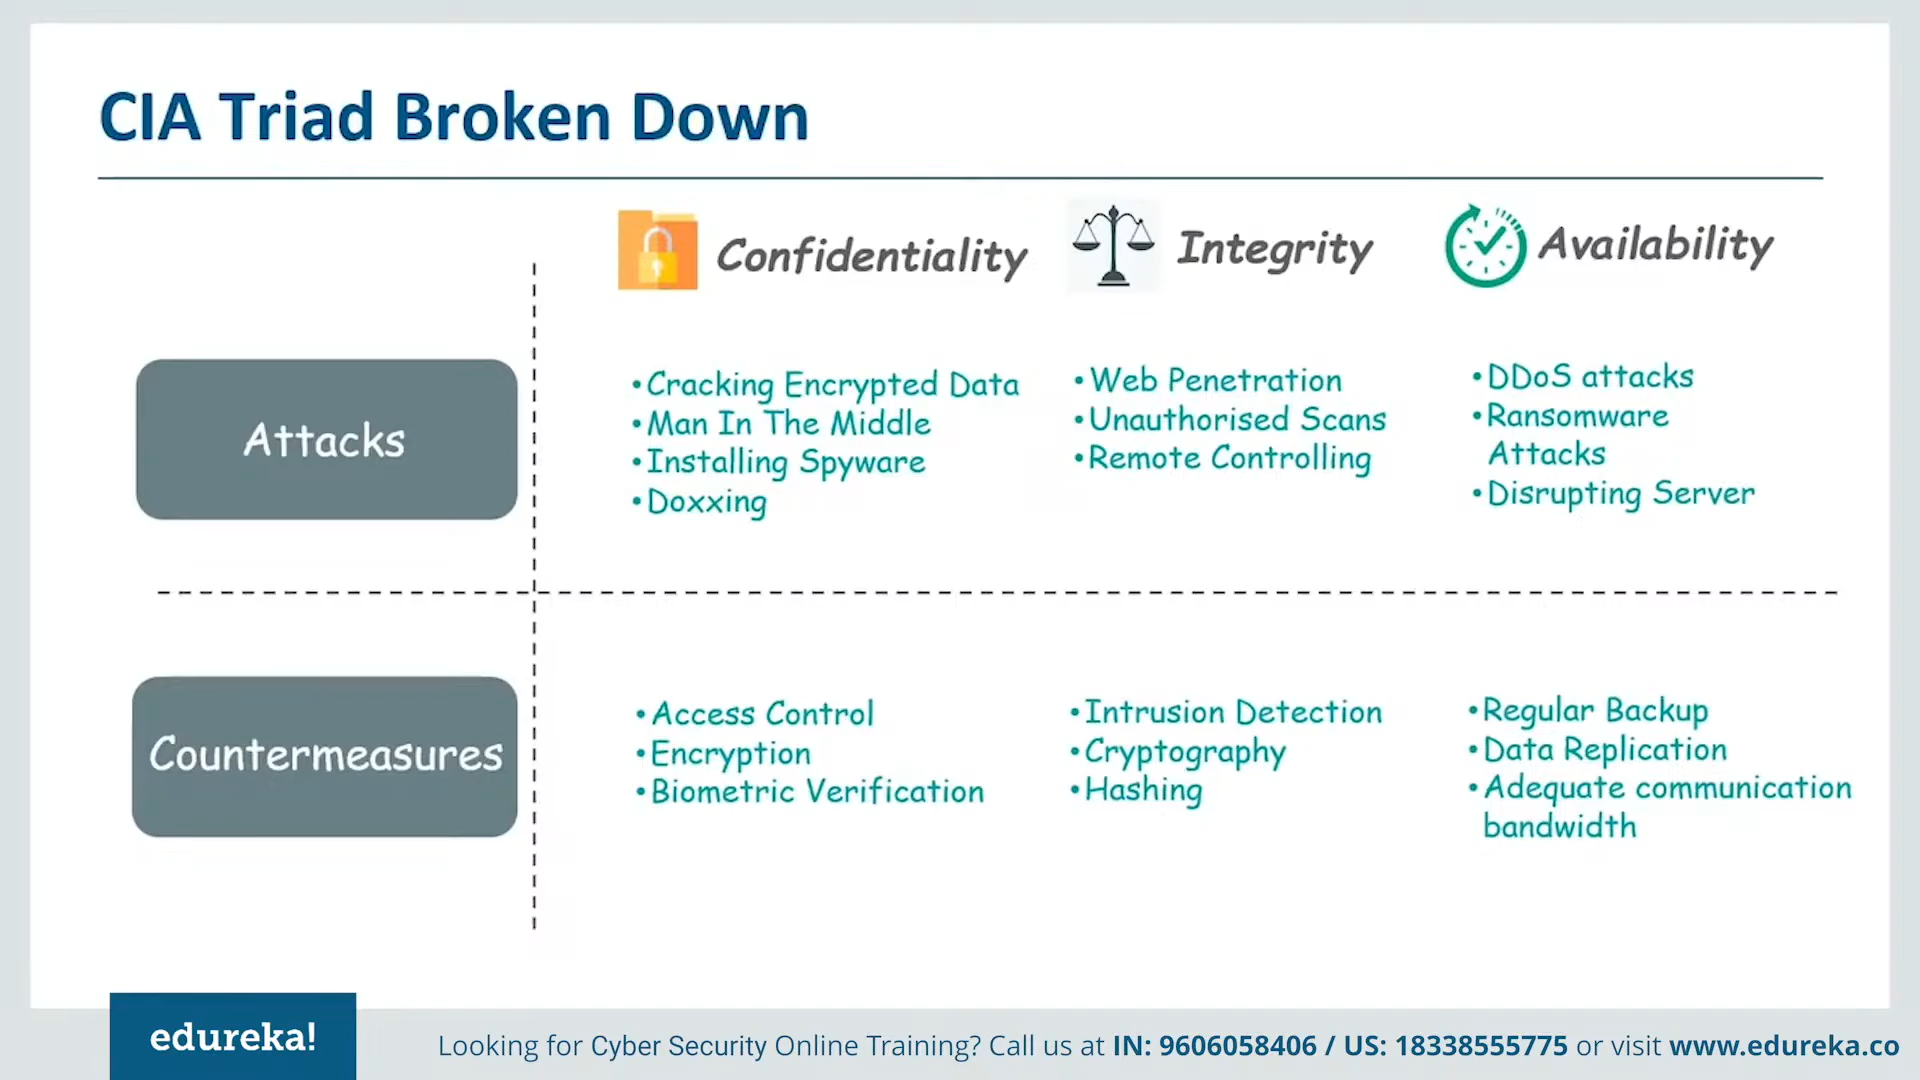 CIA Triad Broken Down
Confidentiality
Integrity
Availability
Attacks
•Cracking Encrypted Data
•Man In The Middle
•Installing Spyware
•Doxxing
•Web Penetration
•Unauthorised Scans
•Remote Controlling
•DDoS attacks
•Ransomware
Attacks
•Disrupting Server
Countermeasures
•Access Control
•Encryption
•Biometric Verification
•Intrusion Detection
•Cryptography
•Hashing
•Regular Backup
•Data Replication
•Adequate communication
bandwidth
edureka!
Looking for Cyber Security Online Training? Call us at IN: 9606058406 / US: 18338555775 or visit www.edureka.co